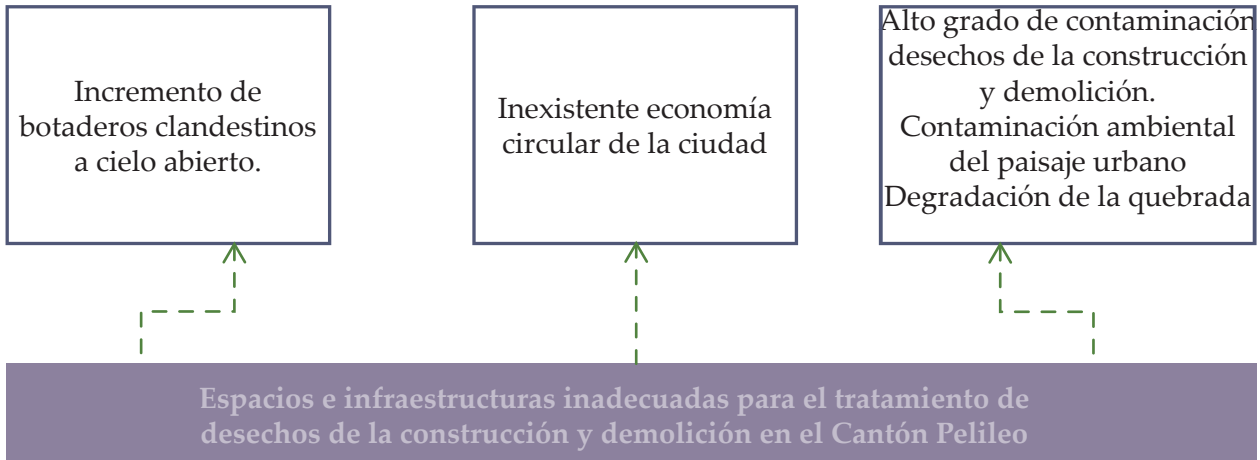 Incremento de
botaderos clandestinos
a cielo abierto.
Inexistente economía
circular de la ciudad
Alto grado de contaminación
desechos de la construcción
y demolición.
Contaminación ambiental
del paisaje urbano
Degradación de la quebrada
Espacios e infraestructuras inadecuadas para el tratamiento de
desechos de la construcción y demolición en el Cantón Pelileo